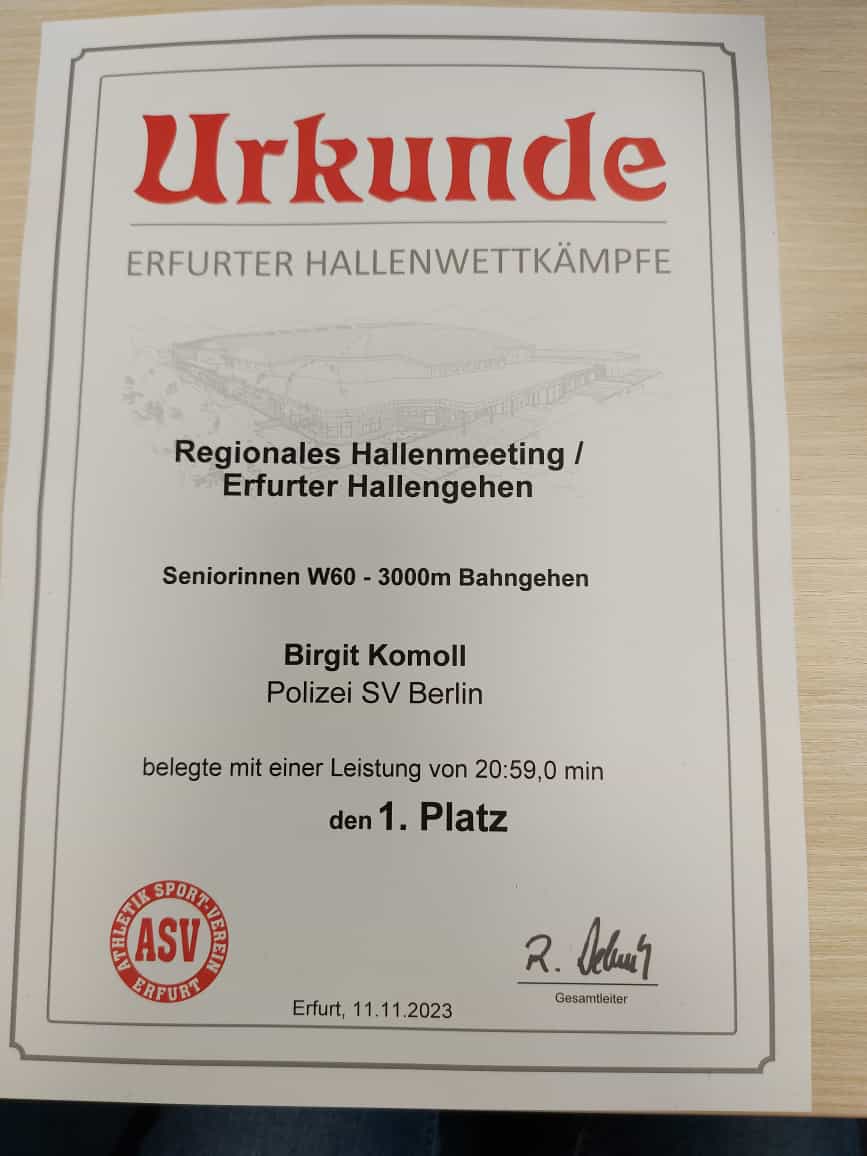 Urkunde
ERFURTER HALLENWETTKÄMPFE
Regionales Hallenmeeting /
Erfurter Hallengehen
Seniorinnen W60 - 3000m Bahngehen
Birgit Komoll
Polizei SV Berlin
belegte mit einer Leistung von 20:59,0 min
den 1. Platz
ATHLETIK SPORT-VEREIN
ASV
ERFURT
R.
Gesamtleiter
Erfurt, 11.11.2023